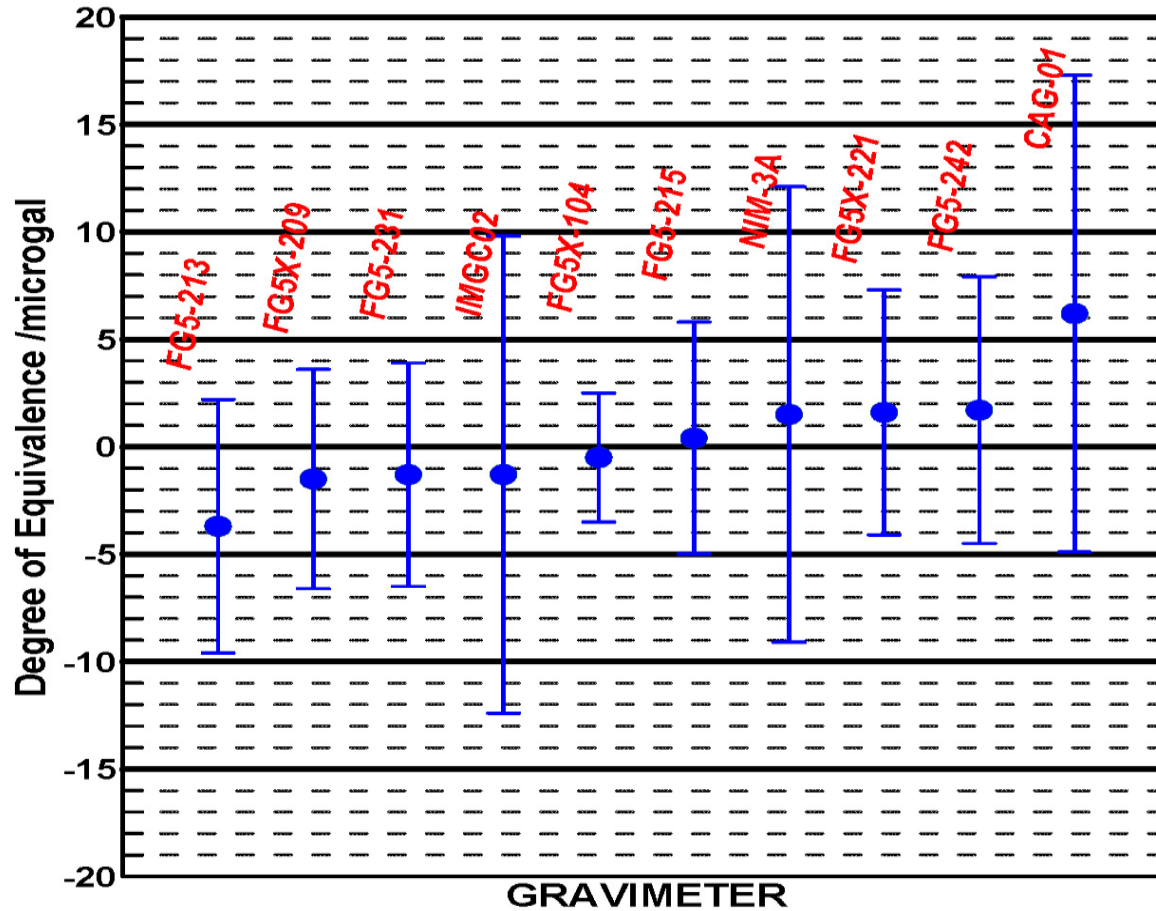 Degree of Equivalence /microgal
20
15
10
5
0
-5
-10
-15
-20
FG5-213
FG5X-209
FG5-231
IMGC02
FG5X-104
FG5-215
NIM-3A
FG5X-221
FG5-242
CAG-01
GRAVIMETER